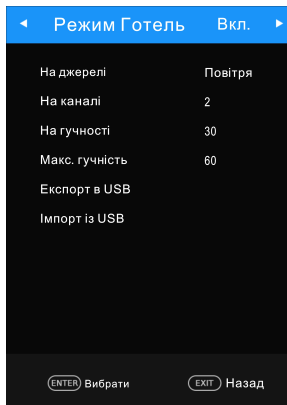 Режим Готель Вкл.
На джерелі Повітря
На каналі 2
На гучності 30
Макс. гучність 60
Експорт в USB
Імпорт із USB
ENTER Вибрати EXIT Назад